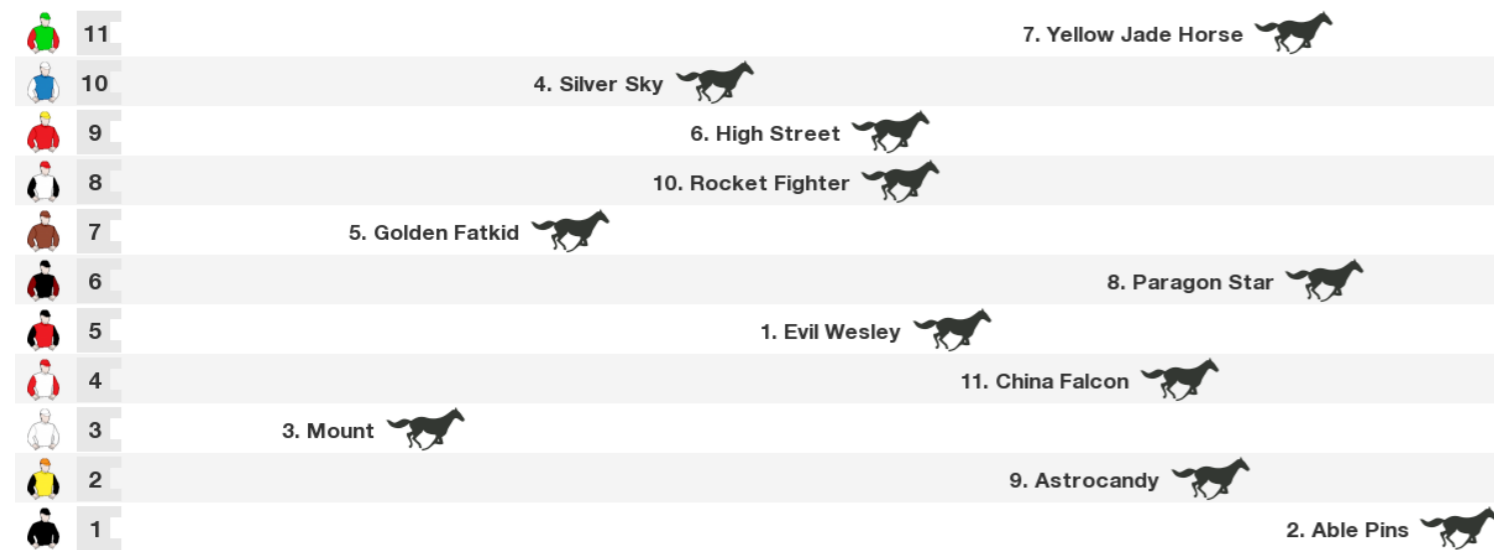 11 7. Yellow Jade Horse
10 4. Silver Sky
9 6. High Street
8 10. Rocket Fighter
7 5. Golden Fatkid
6 8. Paragon Star
5 1. Evil Wesley
4 11. China Falcon
3 3. Mount
2 9. Astrocandy
1 2. Able Pins